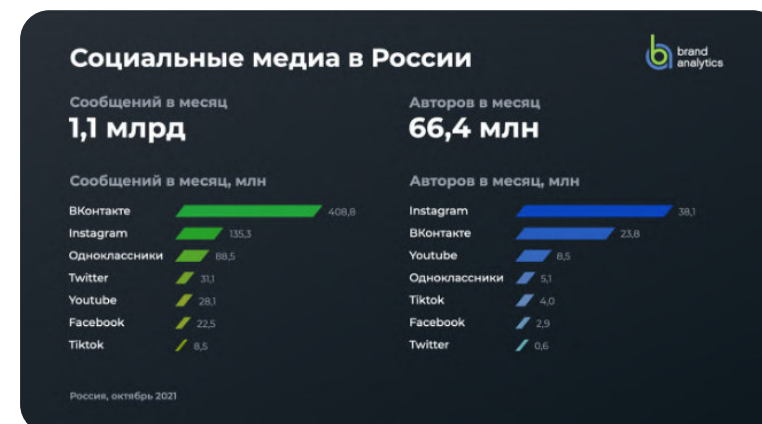 Социальные медиа в России
brand
analytics
Сообщений в месяц
1,1 млрд
Авторов в месяц
66,4 млн
Сообщений в месяц, млн
ВКонтакте 408,8
Instagram 135,3
Одноклассники 88,5
Twitter 31,1
Youtube 28,1
Facebook 22,5
Tiktok 8,5
Авторов в месяц, млн
Instagram 38,1
ВКонтакте 23,8
Youtube 8,5
Одноклассники 5,1
Tiktok 4,0
Facebook 2,9
Twitter 0,6
Россия, октябрь 2021